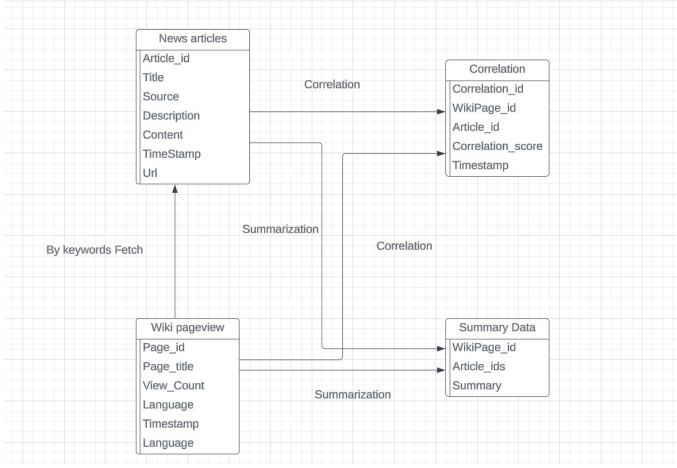 News articles
Article_id
Title
Source
Description
Content
TimeStamp
Url
Correlation
Correlation
Correlation_id
WikiPage_id
Article_id
Correlation_score
Timestamp
Summarization
By keywords Fetch
Correlation
Wiki pageview
Page_id
Page_title
View_Count
Language
Timestamp
Language
Summarization
Summary Data
WikiPage_id
Article_ids
Summary